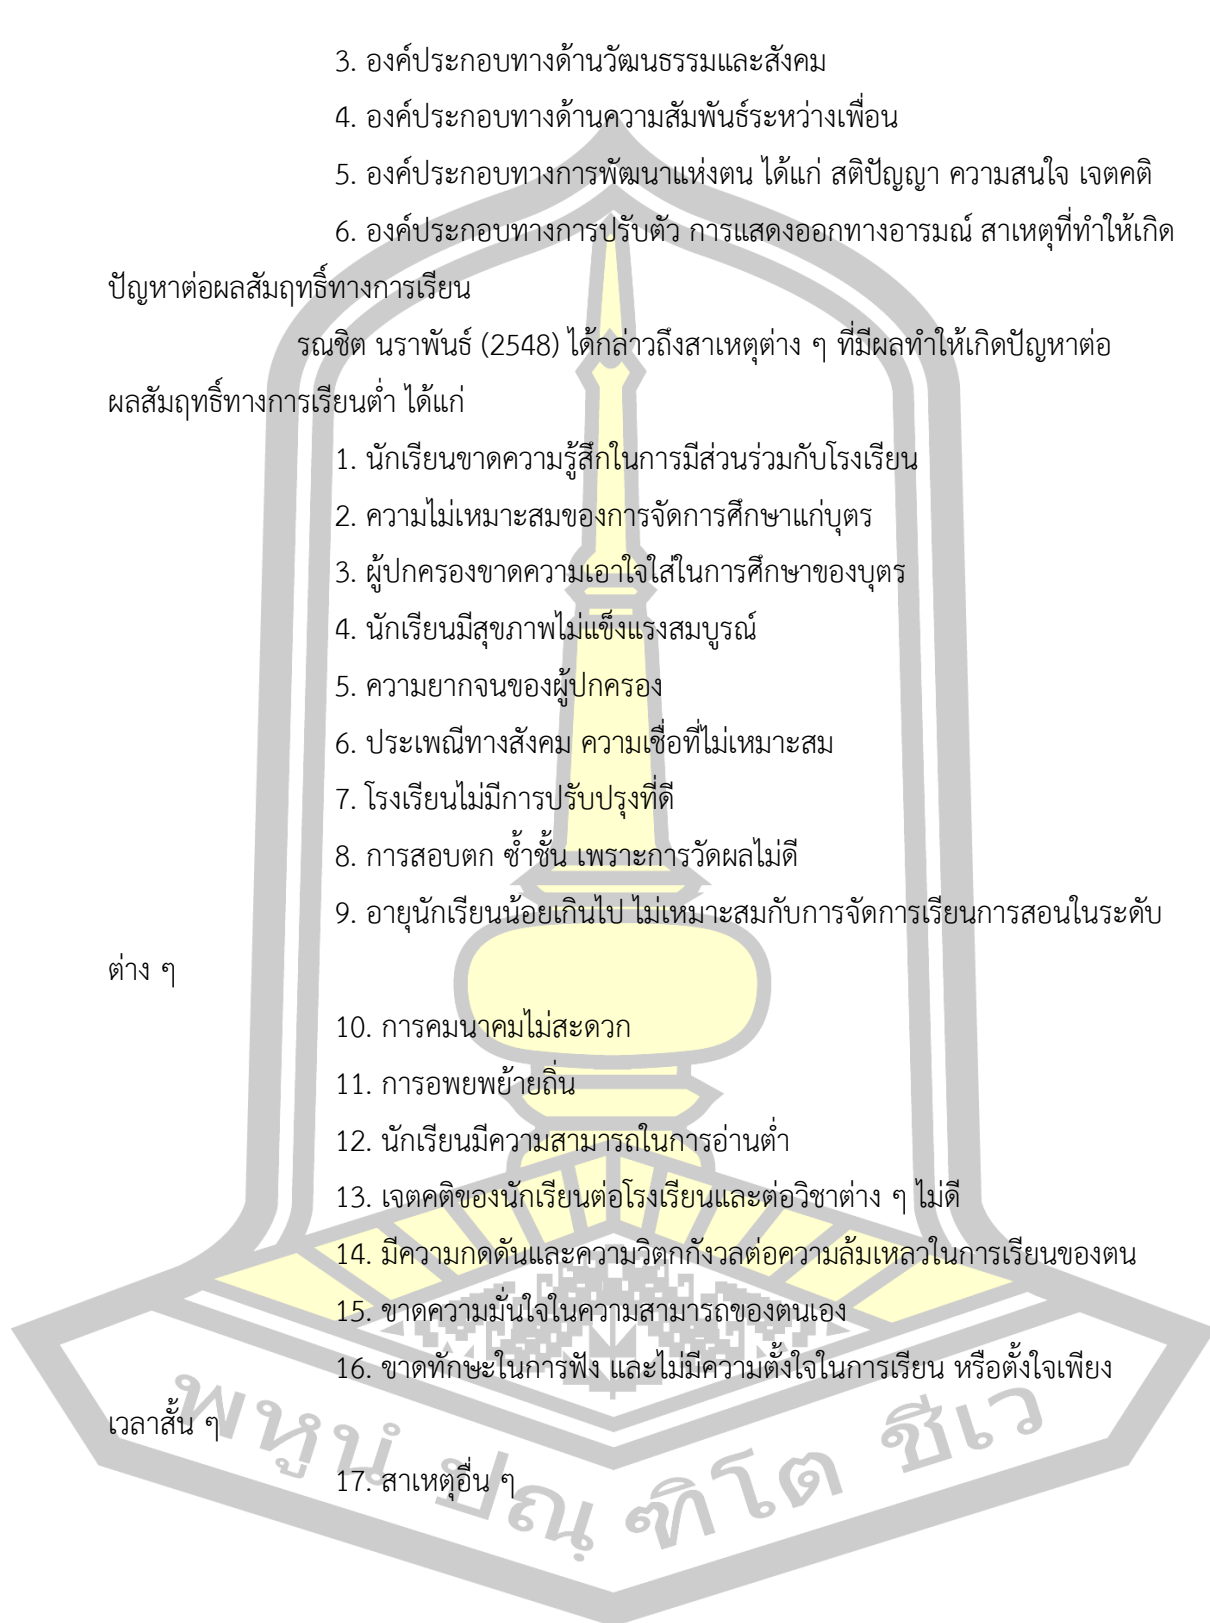 3. องค์ประกอบทางด้านวัฒนธรรมและสังคม
4. องค์ประกอบทางด้านความสัมพันธ์ระหว่างเพื่อน
5. องค์ประกอบทางการพัฒนาแห่งตน ได้แก่ สติปัญญา ความสนใจ เจตคติ
6. องค์ประกอบทางการปรับตัว การแสดงออกทางอารมณ์ สาเหตุที่ทำให้เกิด
ปัญหาต่อผลสัมฤทธิ์ทางการเรียน
รณชิต นราพันธ์ (2548) ได้กล่าวถึงสาเหตุต่าง ๆ ที่มีผลทำให้เกิดปัญหาต่อ
ผลสัมฤทธิ์ทางการเรียนต่ำ ได้แก่
1. นักเรียนขาดความรู้สึกในการมีส่วนร่วมกับโรงเรียน
2. ความไม่เหมาะสมของการจัดการศึกษาแก่บุตร
3. ผู้ปกครองขาดความเอาใจใส่ในการศึกษาของบุตร
4. นักเรียนมีสุขภาพไม่แข็งแรงสมบูรณ์
5. ความยากจนของผู้ปกครอง
6. ประเพณีทางสังคม ความเชื่อที่ไม่เหมาะสม
7. โรงเรียนไม่มีการปรับปรุงที่ดี
8. การสอบตก ซ้ำชั้น เพราะการวัดผลไม่ดี
9. อายุนักเรียนน้อยเกินไป ไม่เหมาะสมกับการจัดการเรียนการสอนในระดับ
ต่าง ๆ
10. การคมนาคมไม่สะดวก
11. การอพยพย้ายถิ่น
12. นักเรียนมีความสามารถในการอ่านต่ำ
13. เจตคติของนักเรียนต่อโรงเรียนและต่อวิชาต่าง ๆ ไม่ดี
14. มีความกดดันและความวิตกกังวลต่อความล้มเหลวในการเรียนของตน
15. ขาดความมั่นใจในความสามารถของตนเอง
16. ขาดทักษะในการฟัง และไม่มีความตั้งใจในการเรียน หรือตั้งใจเพียง
เวลาสั้น ๆ
17. สาเหตุอื่น ๆ
พหูนํ ปณฺฑิโต ชีเว